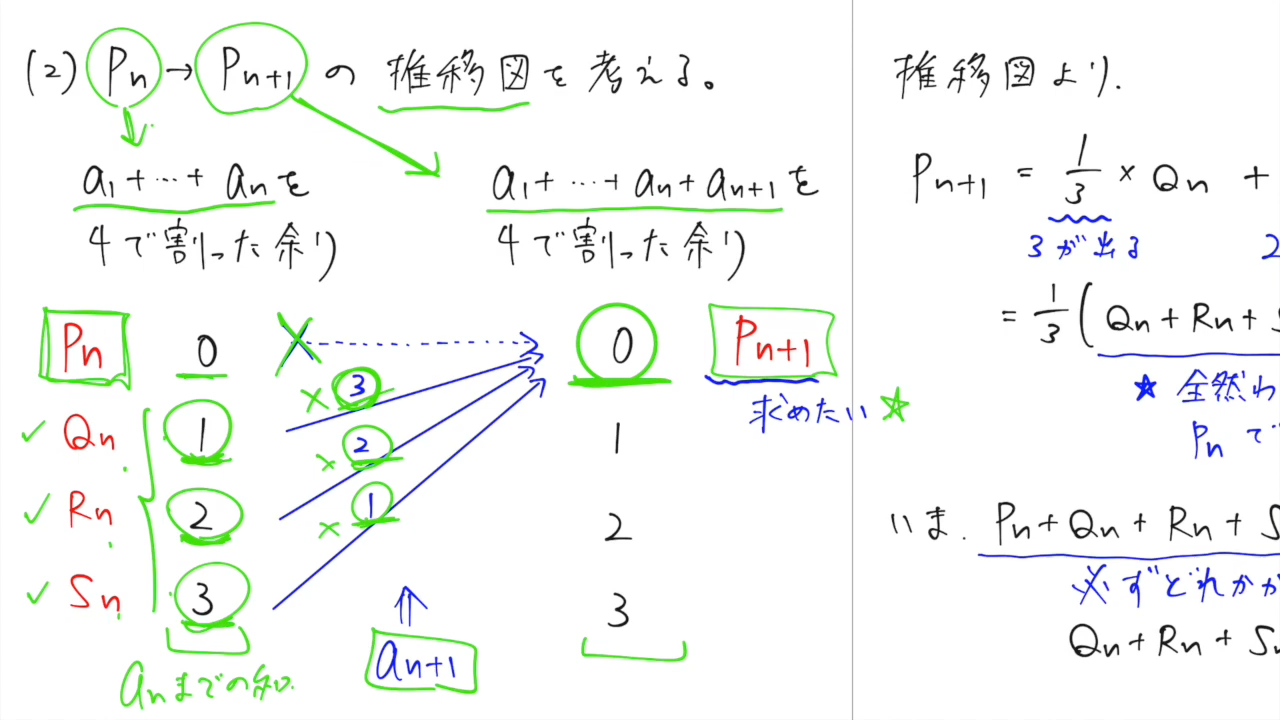 (2) Pn → Pn+1 の 推移図を考える。
a1+…+ an を
4で割った余り
a1+ …+ an + an+1 を
4で割った余り
Pn 0 0 Pn+1
求めたい ☆
Qn 1 3 1
Rn 2 2 2
Sn 3 1 3
an+1
anまでの和
推移図より.
Pn+1 = 1/3 × Qn +
3が出る 2
= 1/3 ( Qn + Rn + S
★ 全然わ
Pn で
いま. Pn + Qn + Rn + S
必ずどれかが
Qn + Rn + Sn